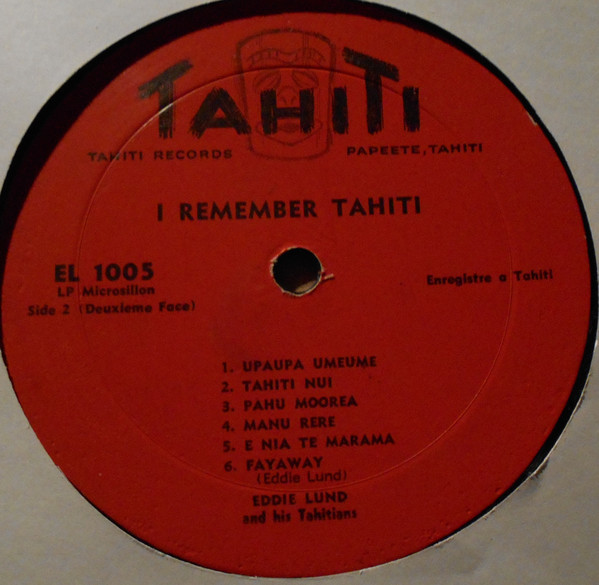 TAHITI
TAHITI RECORDS PAPEETE, TAHITI
I REMEMBER TAHITI
EL 1005
LP Microsillon
Side 2 (Deuxieme Face)
Enregistre a Tahiti
1. UPAUPA UMEUME
2. TAHITI NUI
3. PAHU MOOREA
4. MANU RERE
5. E NIA TE MARAMA
6. FAYAWAY
(Eddie Lund)
EDDIE LUND
and his Tahitians